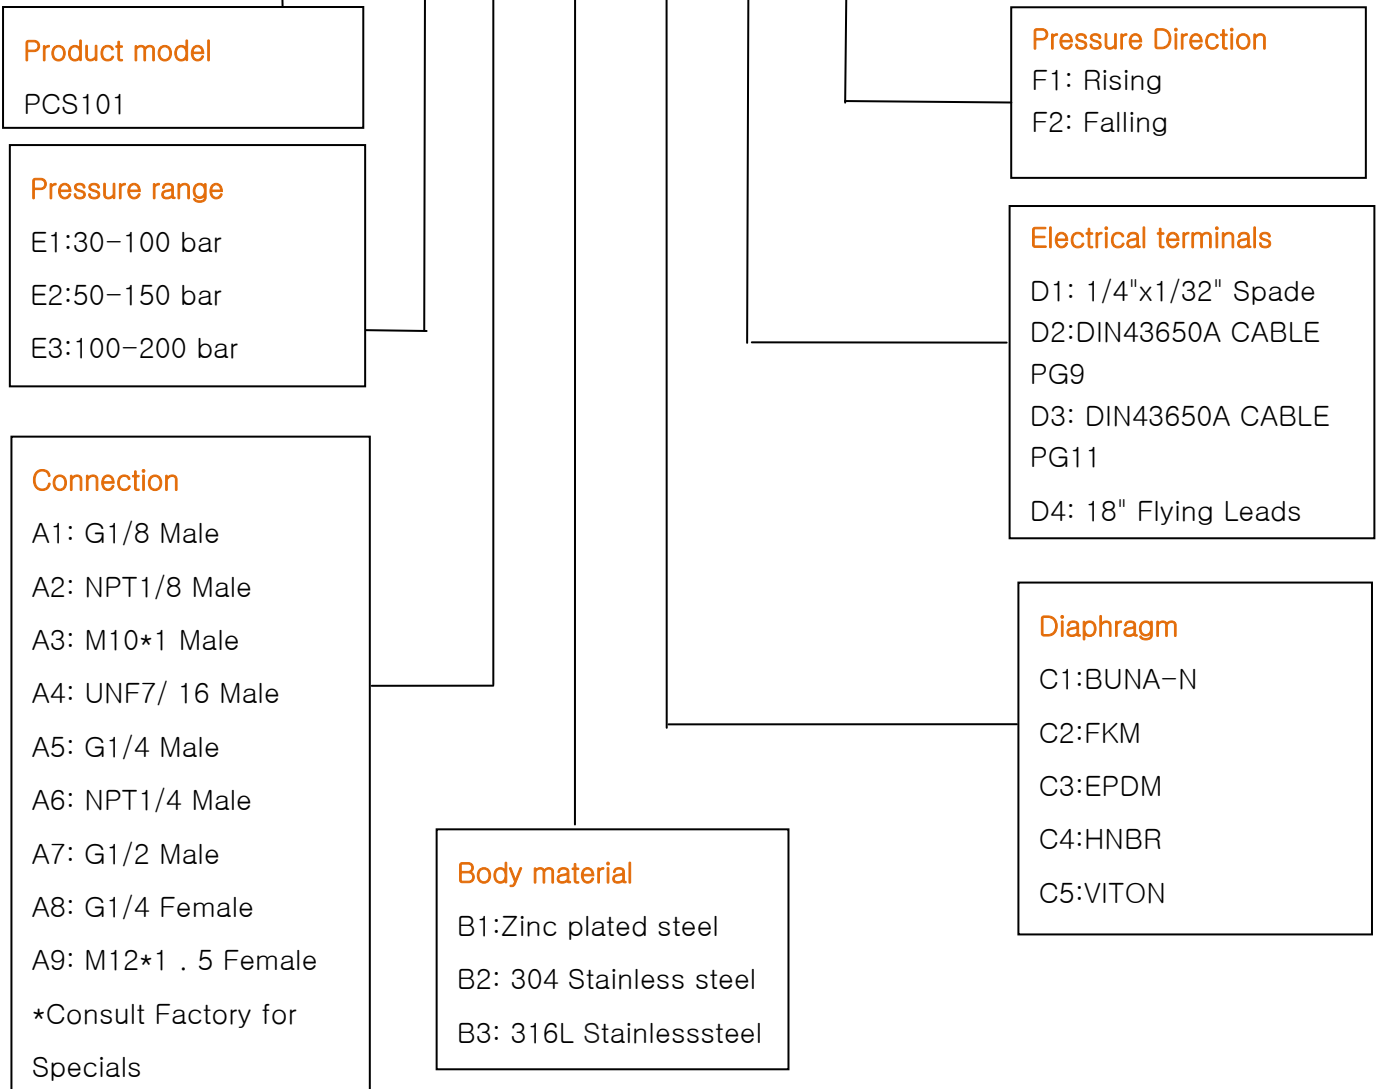 Product model
PCS101
Pressure range
E1:30-100 bar
E2:50-150 bar
E3:100-200 bar
Connection
A1: G1/8 Male
A2: NPT1/8 Male
A3: M10*1 Male
A4: UNF7/ 16 Male
A5: G1/4 Male
A6: NPT1/4 Male
A7: G1/2 Male
A8: G1/4 Female
A9: M12*1 . 5 Female
*Consult Factory for
Specials
Body material
B1:Zinc plated steel
B2: 304 Stainless steel
B3: 316L Stainlesssteel
Pressure Direction
F1: Rising
F2: Falling
Electrical terminals
D1: 1/4"x1/32" Spade
D2:DIN43650A CABLE
PG9
D3: DIN43650A CABLE
PG11
D4: 18" Flying Leads
Diaphragm
C1:BUNA-N
C2:FKM
C3:EPDM
C4:HNBR
C5:VITON